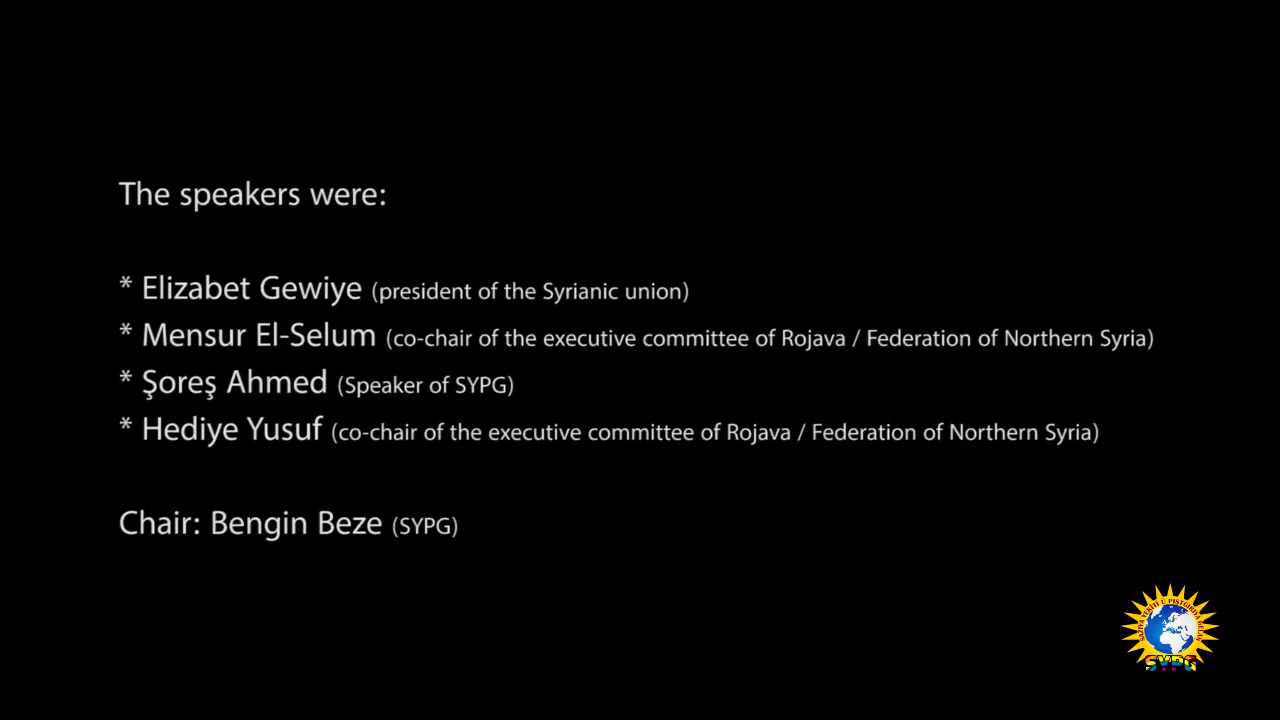 The speakers were:
* Elizabet Gewiye (president of the Syrianic union)
* Mensur El-Selum (co-chair of the executive committee of Rojava / Federation of Northern Syria)
* Şoreş Ahmed (Speaker of SYPG)
* Hediye Yusuf (co-chair of the executive committee of Rojava / Federation of Northern Syria)
Chair: Bengin Beze (SYPG)
SYPG